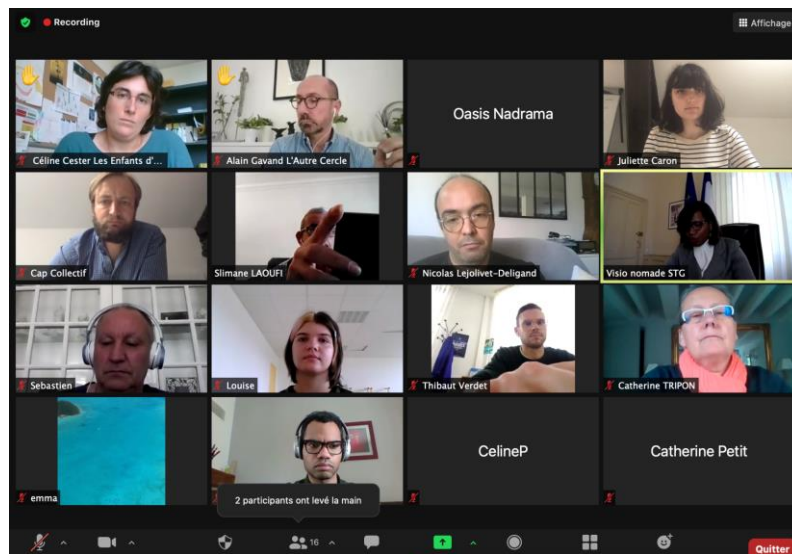 Recording
Affichage
Céline Cester Les Enfants d'...
Alain Gavand L'Autre Cercle
Oasis Nadrama
Juliette Caron
Cap Collectif
Slimane LAOUFI
Nicolas Lejolivet-Deligand
Visio nomade STG
Sebastien
Louise
Thibaut Verdet
Catherine TRIPON
emma
CelineP
Catherine Petit
2 participants ont levé la main
16
Quitter